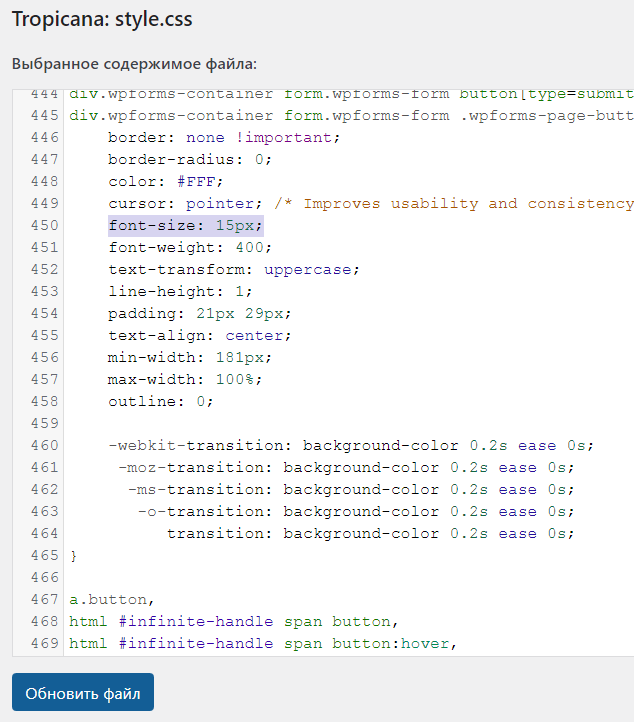 Tropicana: style.css
Выбранное содержимое файла:
444 div.wpforms-container form.wpforms-form button[type=submit
445 div.wpforms-container form.wpforms-form .wpforms-page-butt
446 border: none !important;
447 border-radius: 0;
448 color: #FFF;
449 cursor: pointer; /* Improves usability and consistency
450 font-size: 15px;
451 font-weight: 400;
452 text-transform: uppercase;
453 line-height: 1;
454 padding: 21px 29px;
455 text-align: center;
456 min-width: 181px;
457 max-width: 100%;
458 outline: 0;
459
460 -webkit-transition: background-color 0.2s ease 0s;
461 -moz-transition: background-color 0.2s ease 0s;
462 -ms-transition: background-color 0.2s ease 0s;
463 -o-transition: background-color 0.2s ease 0s;
464 transition: background-color 0.2s ease 0s;
465 }
466
467 a.button,
468 html #infinite-handle span button,
469 html #infinite-handle span button:hover,
Обновить файл